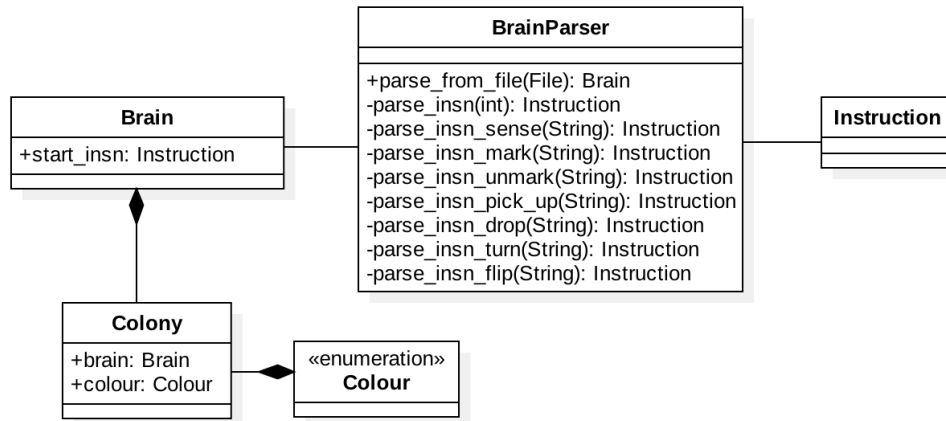 BrainParser
+parse_from_file(File): Brain
-parse_insn(int): Instruction
-parse_insn_sense(String): Instruction
-parse_insn_mark(String): Instruction
-parse_insn_unmark(String): Instruction
-parse_insn_pick_up(String): Instruction
-parse_insn_drop(String): Instruction
-parse_insn_turn(String): Instruction
-parse_insn_flip(String): Instruction
Brain
+start_insn: Instruction
Instruction
Colony
+brain: Brain
+colour: Colour
«enumeration»
Colour